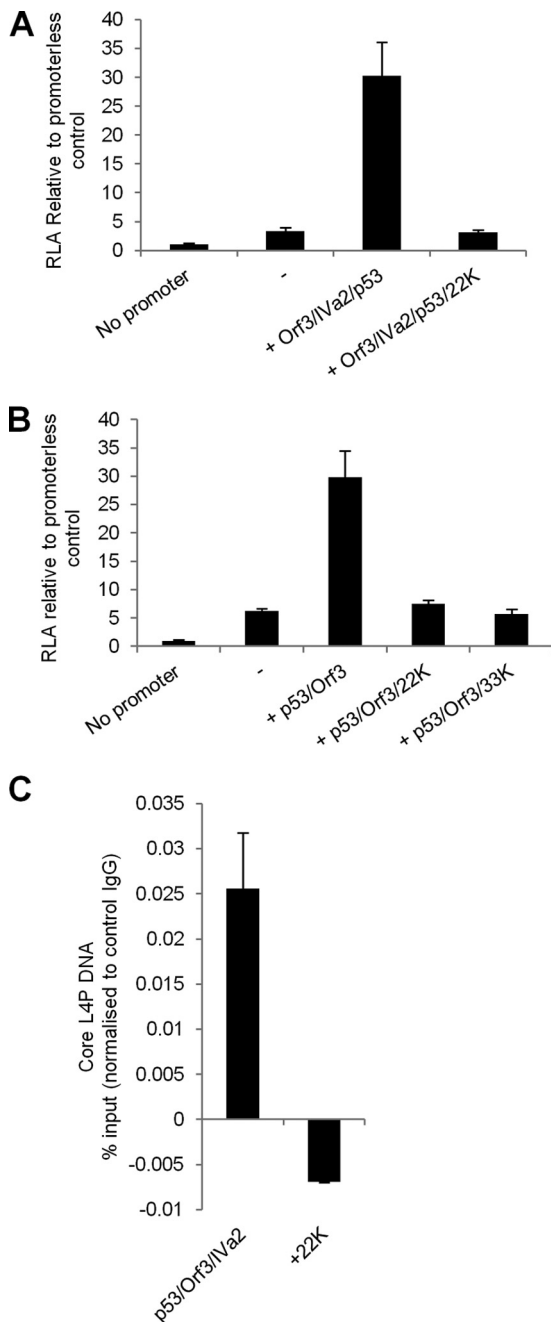 A
RLA Relative to promoterless
control
40
35
30
25
20
15
10
5
0
No promoter
-
+ Orf3/IVa2/p53
+ Orf3/IVa2/p53/22K
B
RLA relative to promoterless
control
40
35
30
25
20
15
10
5
0
No promoter
-
+ p53/Orf3
+ p53/Orf3/22K
+ p53/Orf3/33K
C
Core L4P DNA
% input (normalised to control IgG)
0.035
0.03
0.025
0.02
0.015
0.01
0.005
0
-0.005
-0.01
p53/Orf3/IVa2
+22K